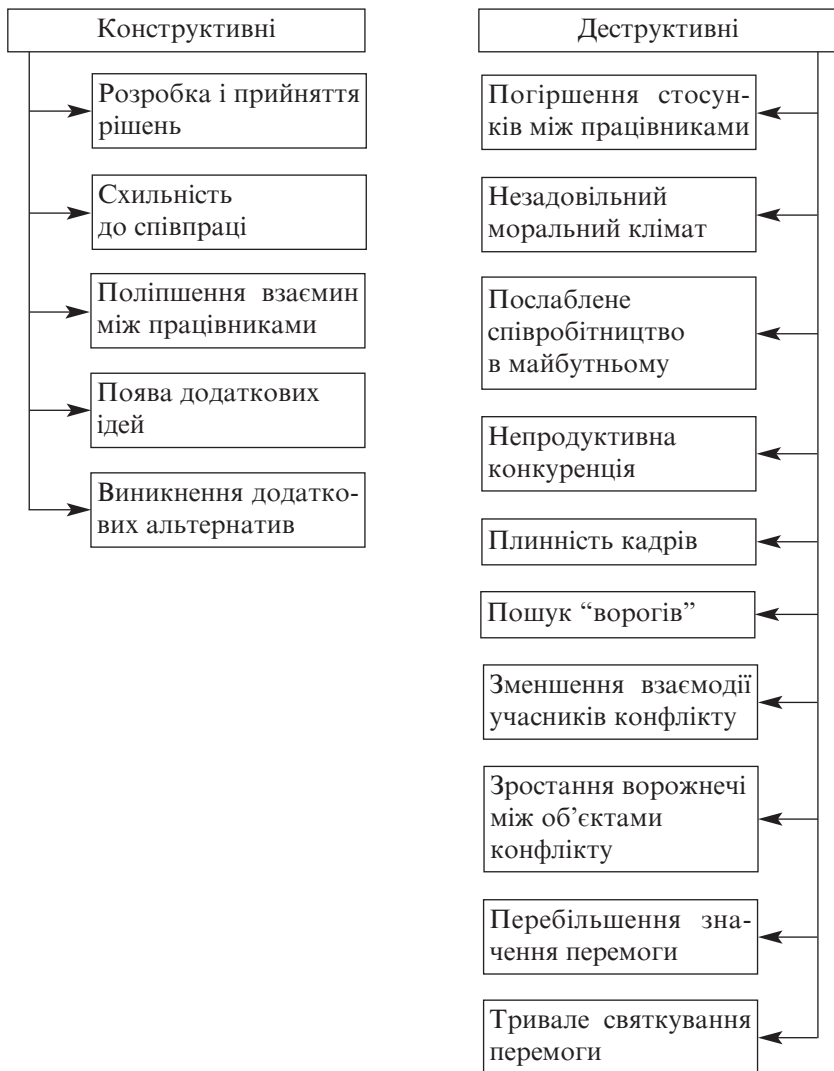 Конструктивні
Розробка і прийняття
рішень
Схильність
до співпраці
Поліпшення взаємин
між працівниками
Поява додаткових
ідей
Виникнення додатко-
вих альтернатив
Деструктивні
Погіршення стосун-
ків між працівниками
Незадовільний
моральний клімат
Послаблене
співробітництво
в майбутньому
Непродуктивна
конкуренція
Плинність кадрів
Пошук “ворогів”
Зменшення взаємодії
учасників конфлікту
Зростання ворожнечі
між об’єктами
конфлікту
Перебільшення зна-
чення перемоги
Тривале святкування
перемоги